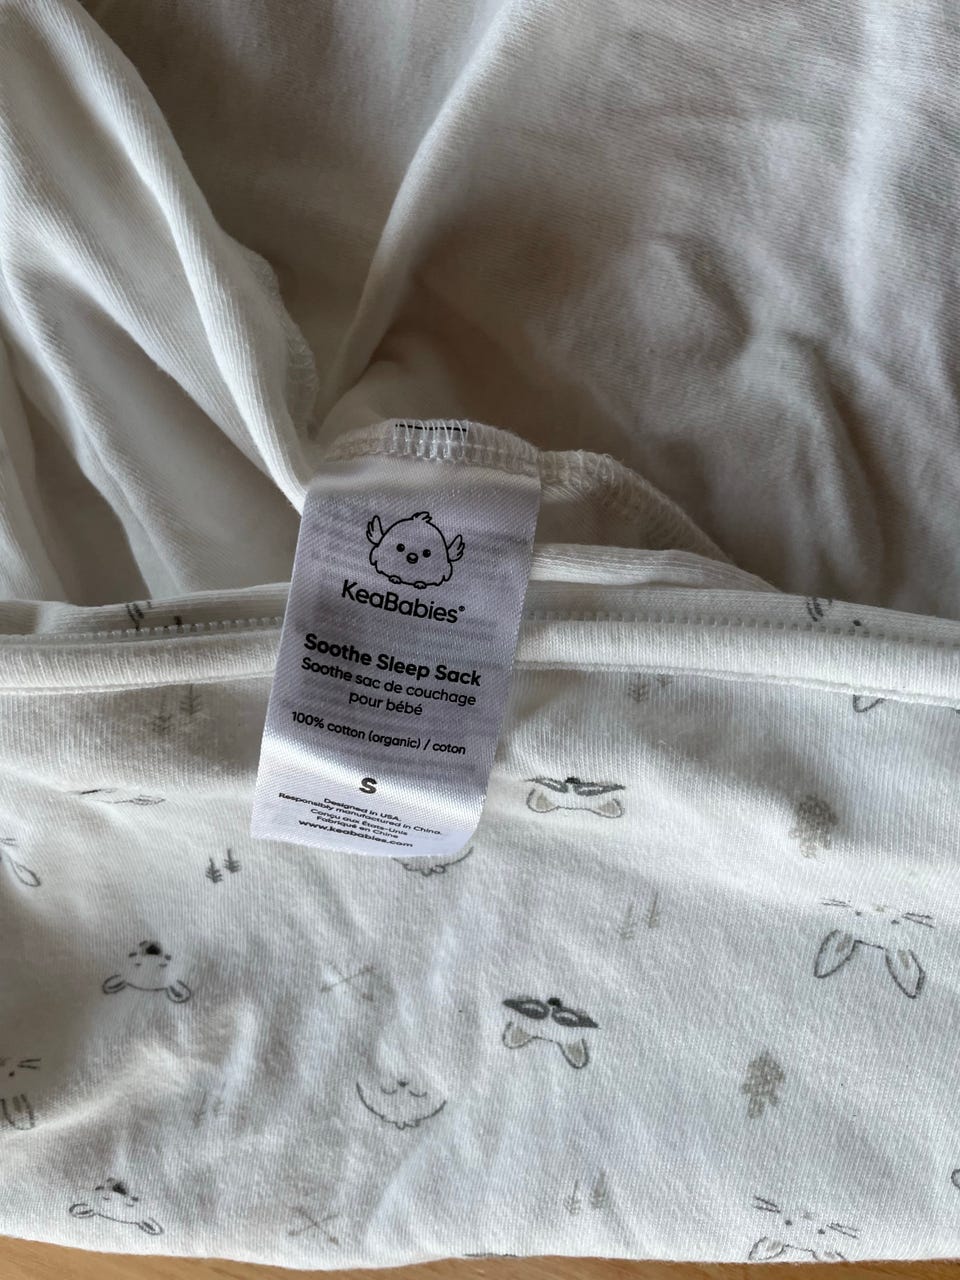 KeaBabies®
Soothe Sleep Sack
Soothe sac de couchage
pour bébé
100% cotton (organic) / coton
S
Designed in USA.
Responsibly manufactured in China.
Conçu aux États-Unis
Fabriqué en Chine
www.keababies.com